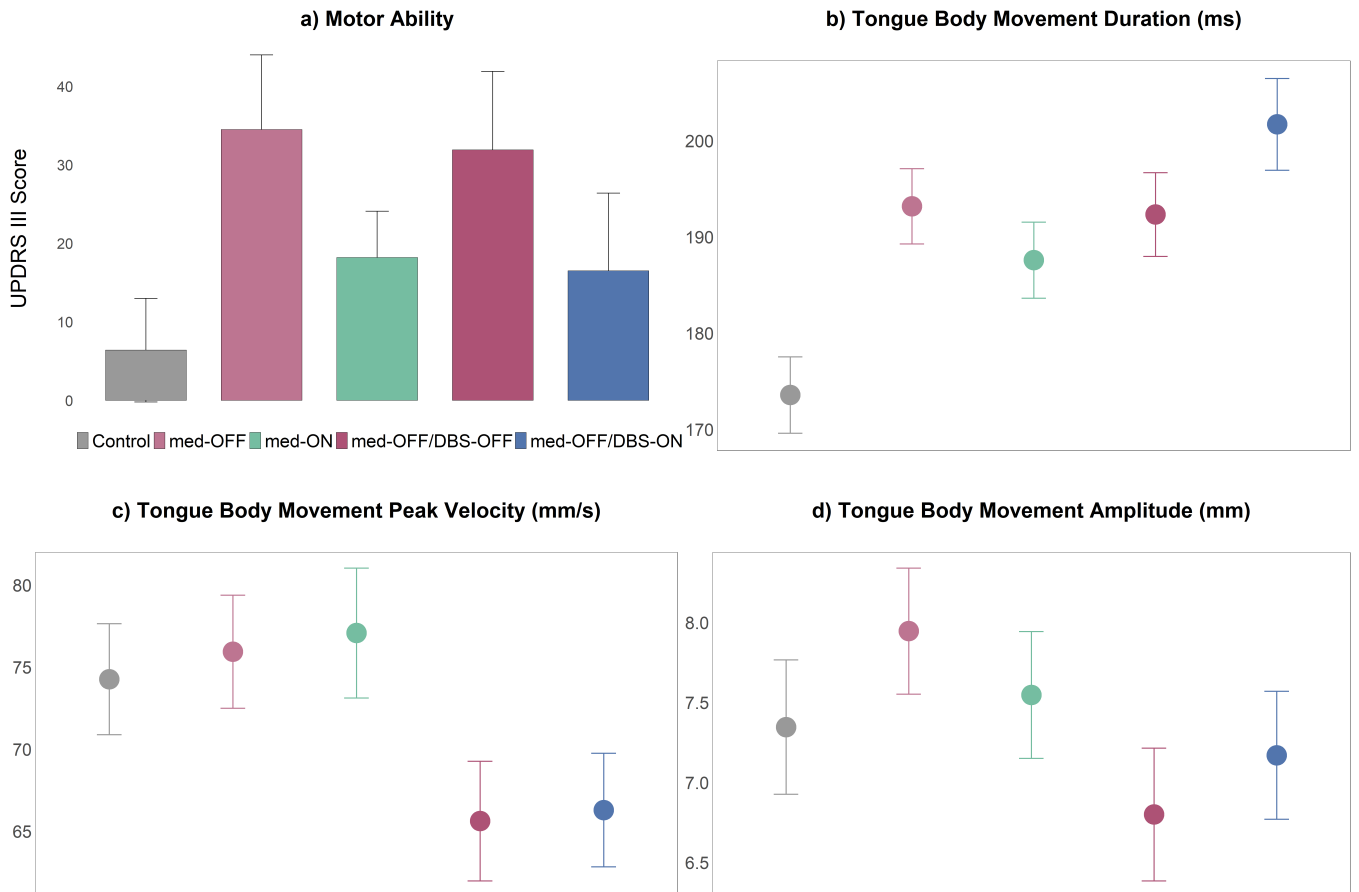 a) Motor Ability
b) Tongue Body Movement Duration (ms)
UPDRS III Score
40
30
20
10
0
200
190
180
170
Control med-OFF med-ON med-OFF/DBS-OFF med-OFF/DBS-ON
c) Tongue Body Movement Peak Velocity (mm/s)
d) Tongue Body Movement Amplitude (mm)
80
75
70
65
8.0
7.5
7.0
6.5